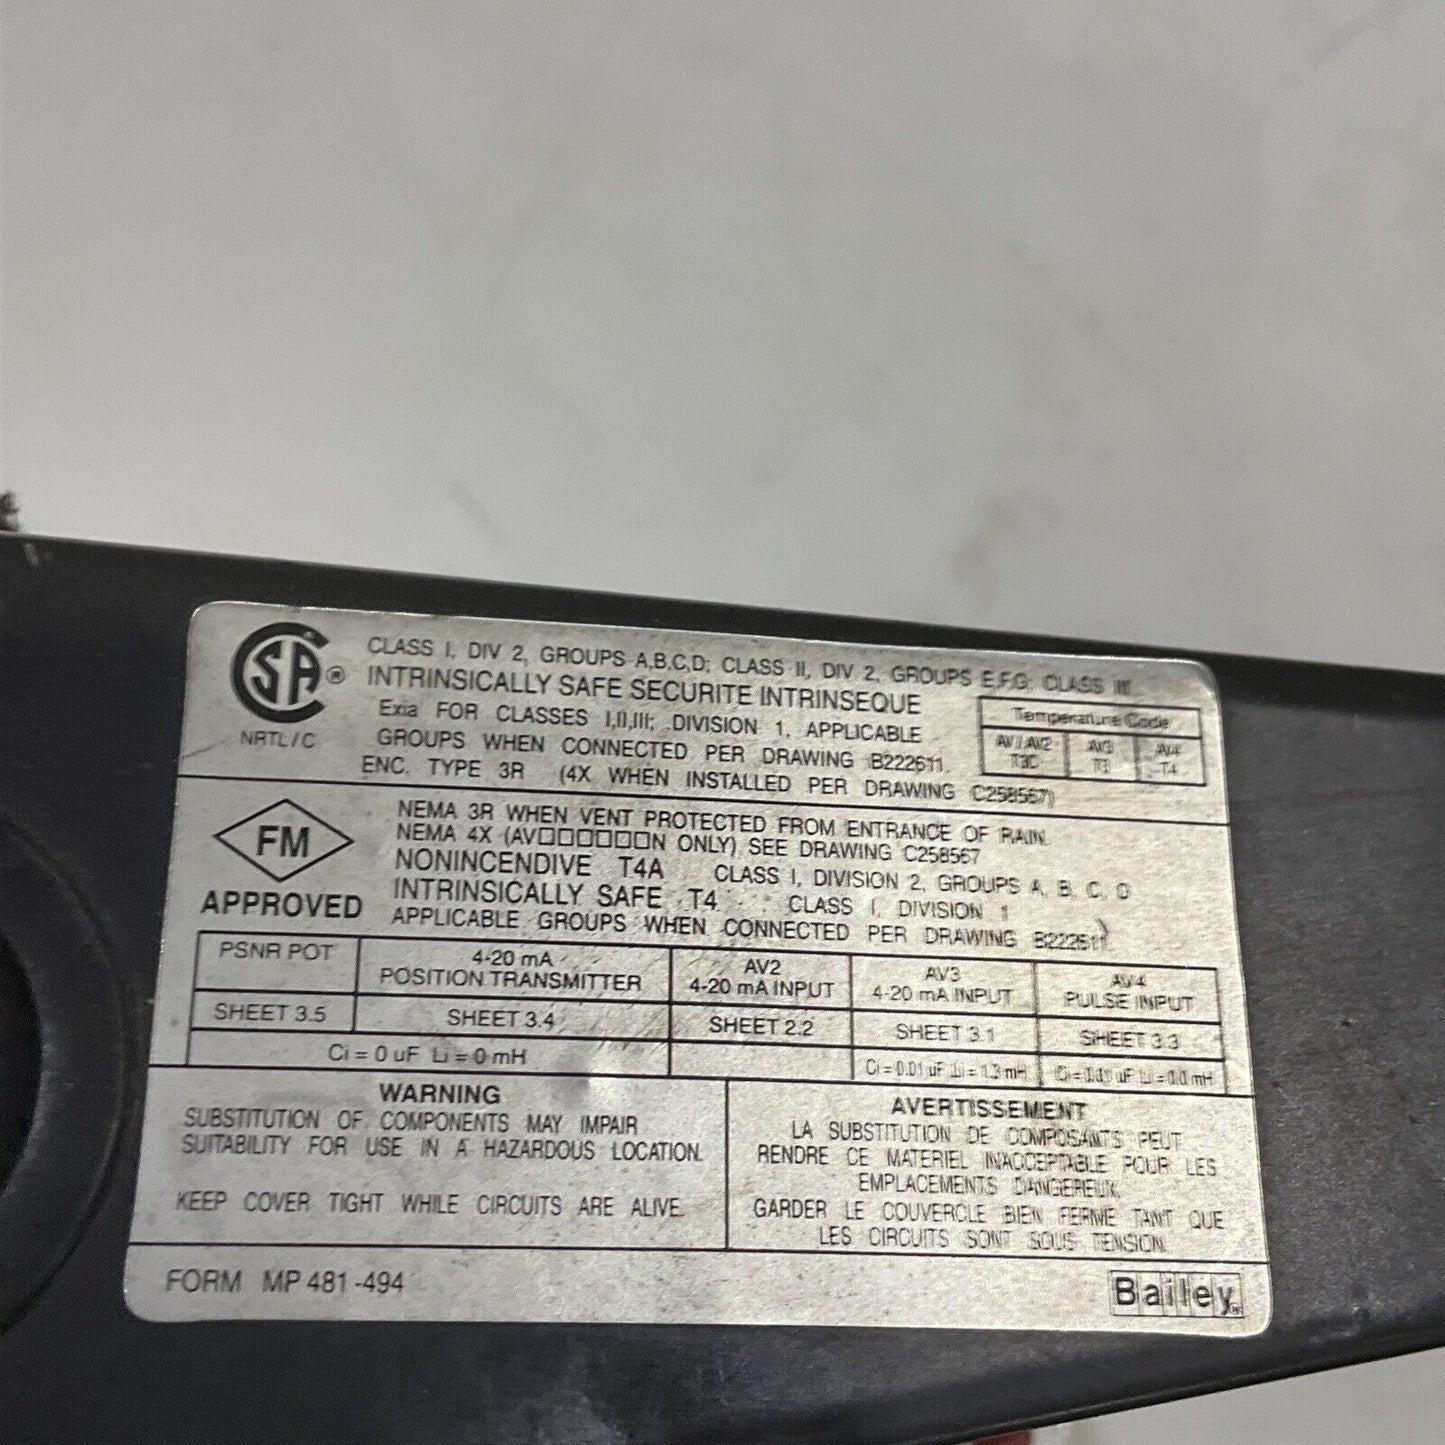 CSA ®
NRTL/C
CLASS I, DIV 2, GROUPS A,B,C,D; CLASS II, DIV 2, GROUPS E,F,G, CLASS III
INTRINSICALLY SAFE SECURITE INTRINSEQUE
Exia FOR CLASSES I,II,III; DIVISION 1, APPLICABLE
GROUPS WHEN CONNECTED PER DRAWING B222611.
ENC. TYPE 3R (4X WHEN INSTALLED PER DRAWING C258567)
Temperature Code
AV1/AV2 AV3 AV4
T3C T4
FM
APPROVED
NEMA 3R WHEN VENT PROTECTED FROM ENTRANCE OF RAIN.
NEMA 4X (AV□□□□□□N ONLY) SEE DRAWING C258567
NONINCENDIVE T4A CLASS I, DIVISION 2, GROUPS A, B, C, D
INTRINSICALLY SAFE T4 CLASS I, DIVISION 1
APPLICABLE GROUPS WHEN CONNECTED PER DRAWING B222611
PSNR POT 4-20 mA AV2 AV3 AV4
POSITION TRANSMITTER 4-20 mA INPUT 4-20 mA INPUT PULSE INPUT
SHEET 3.5 SHEET 3.4 SHEET 2.2 SHEET 3.1 SHEET 3.3
Ci = 0 uF Li = 0 mH Ci = 0.01 uF Li = 1.3 mH Ci = 0.01 uF Li = 0.0 mH
WARNING
SUBSTITUTION OF COMPONENTS MAY IMPAIR
SUITABILITY FOR USE IN A HAZARDOUS LOCATION.
KEEP COVER TIGHT WHILE CIRCUITS ARE ALIVE.
AVERTISSEMENT
LA SUBSTITUTION DE COMPOSANTS PEUT
RENDRE CE MATERIEL INACCEPTABLE POUR LES
EMPLACEMENTS DANGEREUX.
GARDER LE COUVERCLE BIEN FERME TANT QUE
LES CIRCUITS SONT SOUS TENSION.
FORM MP 481-494
Bailey